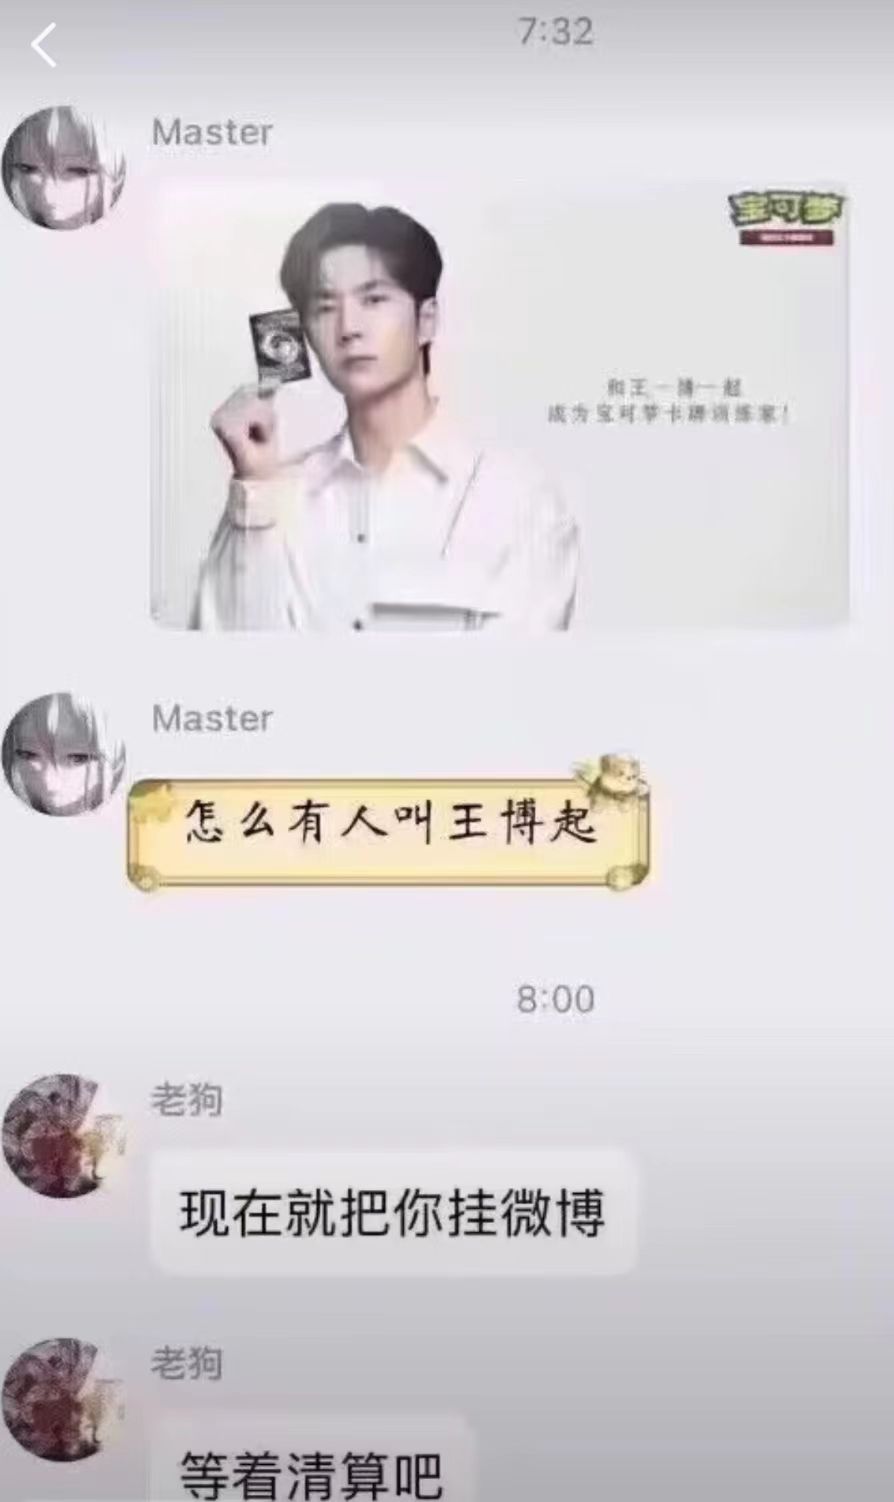 7:32
Master
宝可梦
和王一博一起
成为宝可梦卡牌训练家!
Master
怎么有人叫王博起
8:00
老狗
现在就把你挂微博
老狗
等着清算吧